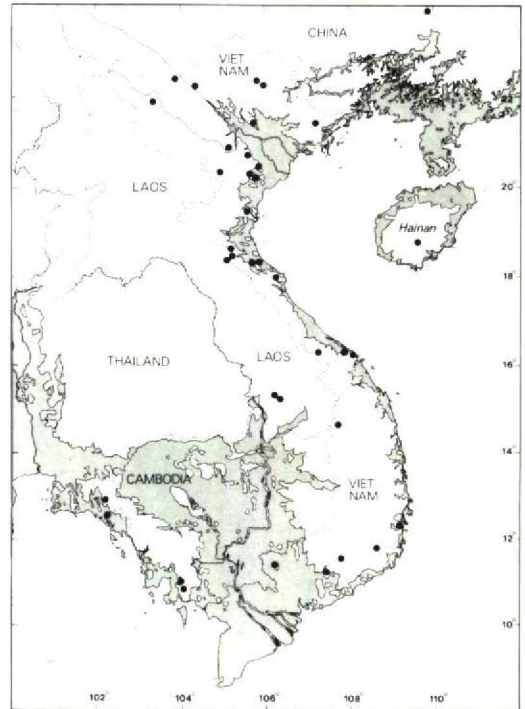 CHINA
VIET
NAM
LAOS
20
Hainan
18
THAILAND
LAOS
16
14
CAMBODIA
13
VIET
NAM
12
10
102
104
106
108
110